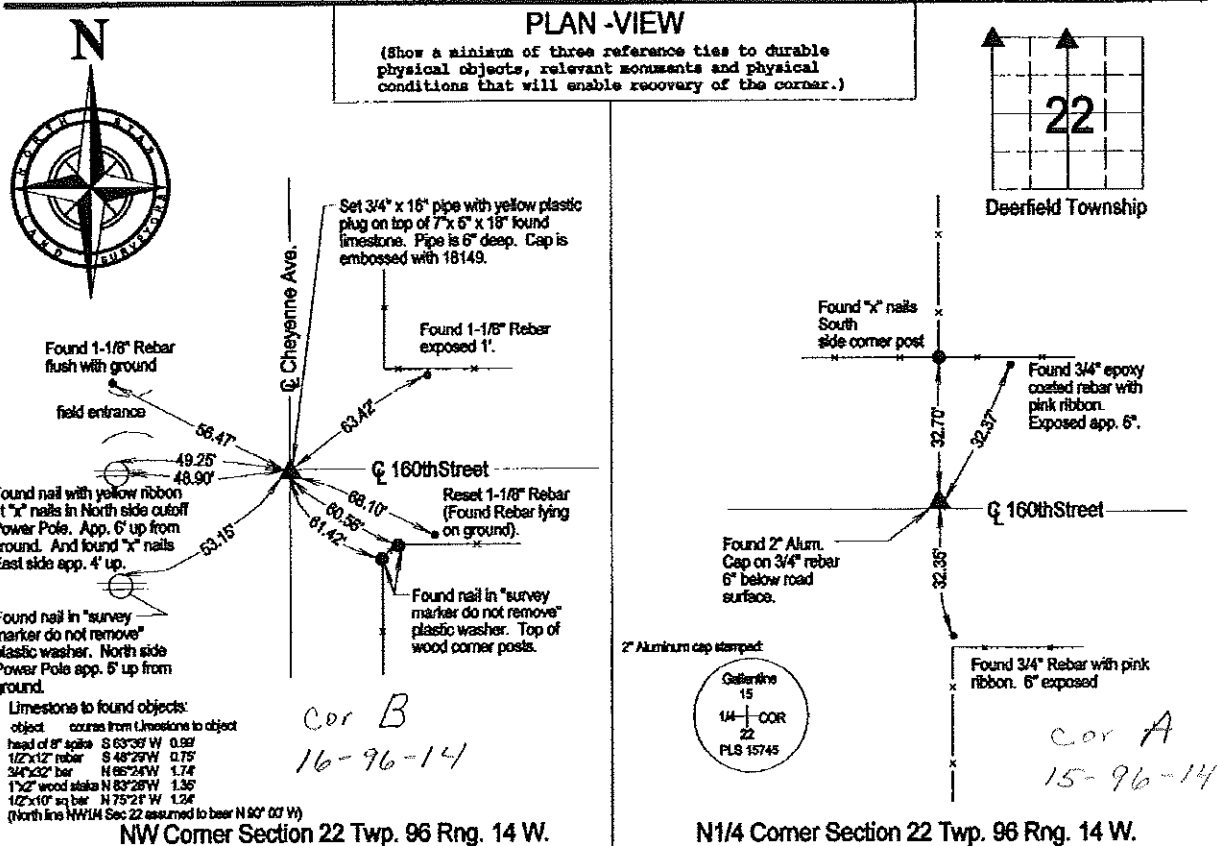 PLAN -VIEW
(Show a minimum of three reference ties to durable
physical objects, relevant monuments and physical
conditions that will enable recovery of the corner.)
N
NORTH STAR
LAND SURVEYORS
22
Deerfield Township
Set 3/4" x 16" pipe with yellow plastic
plug on top of 7"x 5" x 18" found
limestone. Pipe is 6" deep. Cap is
embossed with 18149.
℄ Cheyenne Ave.
Found 1-1/8" Rebar
flush with ground
field entrance
Found 1-1/8" Rebar
exposed 1'.
56.47'
63.42'
49.25'
48.90'
℄ 160thStreet
68.10'
60.56'
61.42'
53.15'
Reset 1-1/8" Rebar
(Found Rebar lying
on ground).
Found nail with yellow ribbon
at "x" nails in North side cutoff
Power Pole. App. 6' up from
ground. And found "x" nails
East side app. 4' up.
Found nail in "survey
marker do not remove"
plastic washer. North side
Power Pole app. 5' up from
ground.
Found nail in "survey
marker do not remove"
plastic washer. Top of
wood corner posts.
Limestone to found objects:
object course from Limestone to object
head of 8" spike S 63°39' W 0.99'
1/2"x12" rebar S 48°29'W 0.75'
3/4"x32" bar N 66°24'W 1.74'
1"x2" wood stake N 83°28'W 1.36'
1/2"x10" sq bar N 75°21' W 1.24'
(North line NW1/4 Sec 22 assumed to bear N 90° 00' W)
Cor B
16-96-14
NW Corner Section 22 Twp. 96 Rng. 14 W.
Found "x" nails
South
side corner post
Found 3/4" epoxy
coated rebar with
pink ribbon.
Exposed app. 6".
32.70'
32.37'
℄ 160thStreet
Found 2" Alum.
Cap on 3/4" rebar
6" below road
surface.
32.35'
Found 3/4" Rebar with pink
ribbon. 6" exposed
2" Aluminum cap stamped:
Gallentine
15
1/4 COR
22
PLS 15745
Cor A
15-96-14
N1/4 Corner Section 22 Twp. 96 Rng. 14 W.